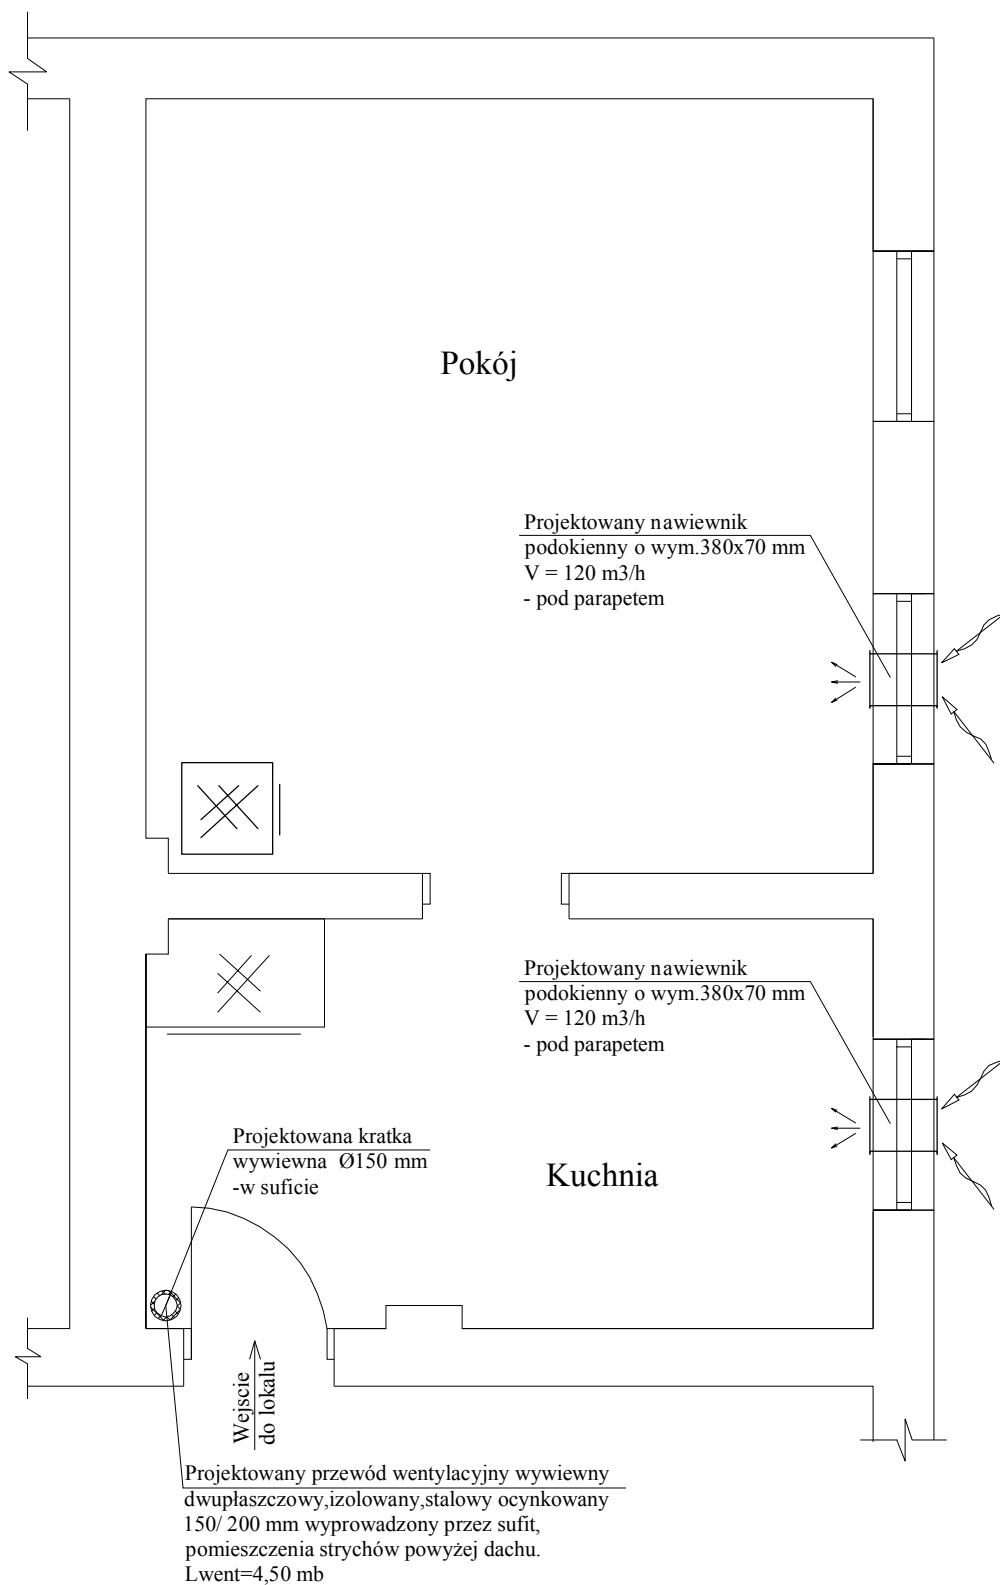 Pokój
Projektowany nawiewnik
podokienny o wym.380x70 mm
V = 120 m3/h
- pod parapetem
Projektowany nawiewnik
podokienny o wym.380x70 mm
V = 120 m3/h
- pod parapetem
Projektowana kratka
wywiewna Ø150 mm
-w suficie
Kuchnia
Wejscie
do lokalu
Projektowany przewód wentylacyjny wywiewny
dwupłaszczowy,izolowany,stalowy ocynkowany
150/ 200 mm wyprowadzony przez sufit,
pomieszczenia strychów powyżej dachu.
Lwent=4,50 mb